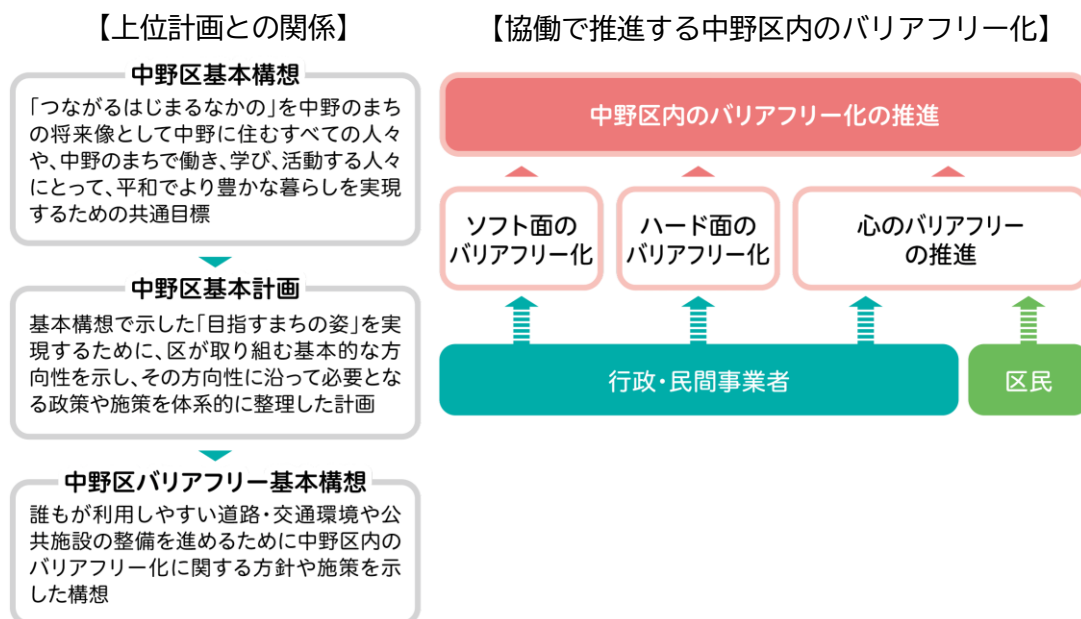 【上位計画との関係】
中野区基本構想
「つながるはじまるなかの」を中野のまち
の将来像として中野に住むすべての人々
や、中野のまちで働き、学び、活動する人々
にとって、平和でより豊かな暮らしを実現
するための共通目標
中野区基本計画
基本構想で示した「目指すまちの姿」を実
現するために、区が取り組む基本的な方
向性を示し、その方向性に沿って必要とな
る政策や施策を体系的に整理した計画
中野区バリアフリー基本構想
誰もが利用しやすい道路・交通環境や公
共施設の整備を進めるために中野区内の
バリアフリー化に関する方針や施策を示
した構想
【協働で推進する中野区内のバリアフリー化】
中野区内のバリアフリー化の推進
ソフト面の
バリアフリー化
ハード面の
バリアフリー化
心のバリアフリー
の推進
行政・民間事業者
区民